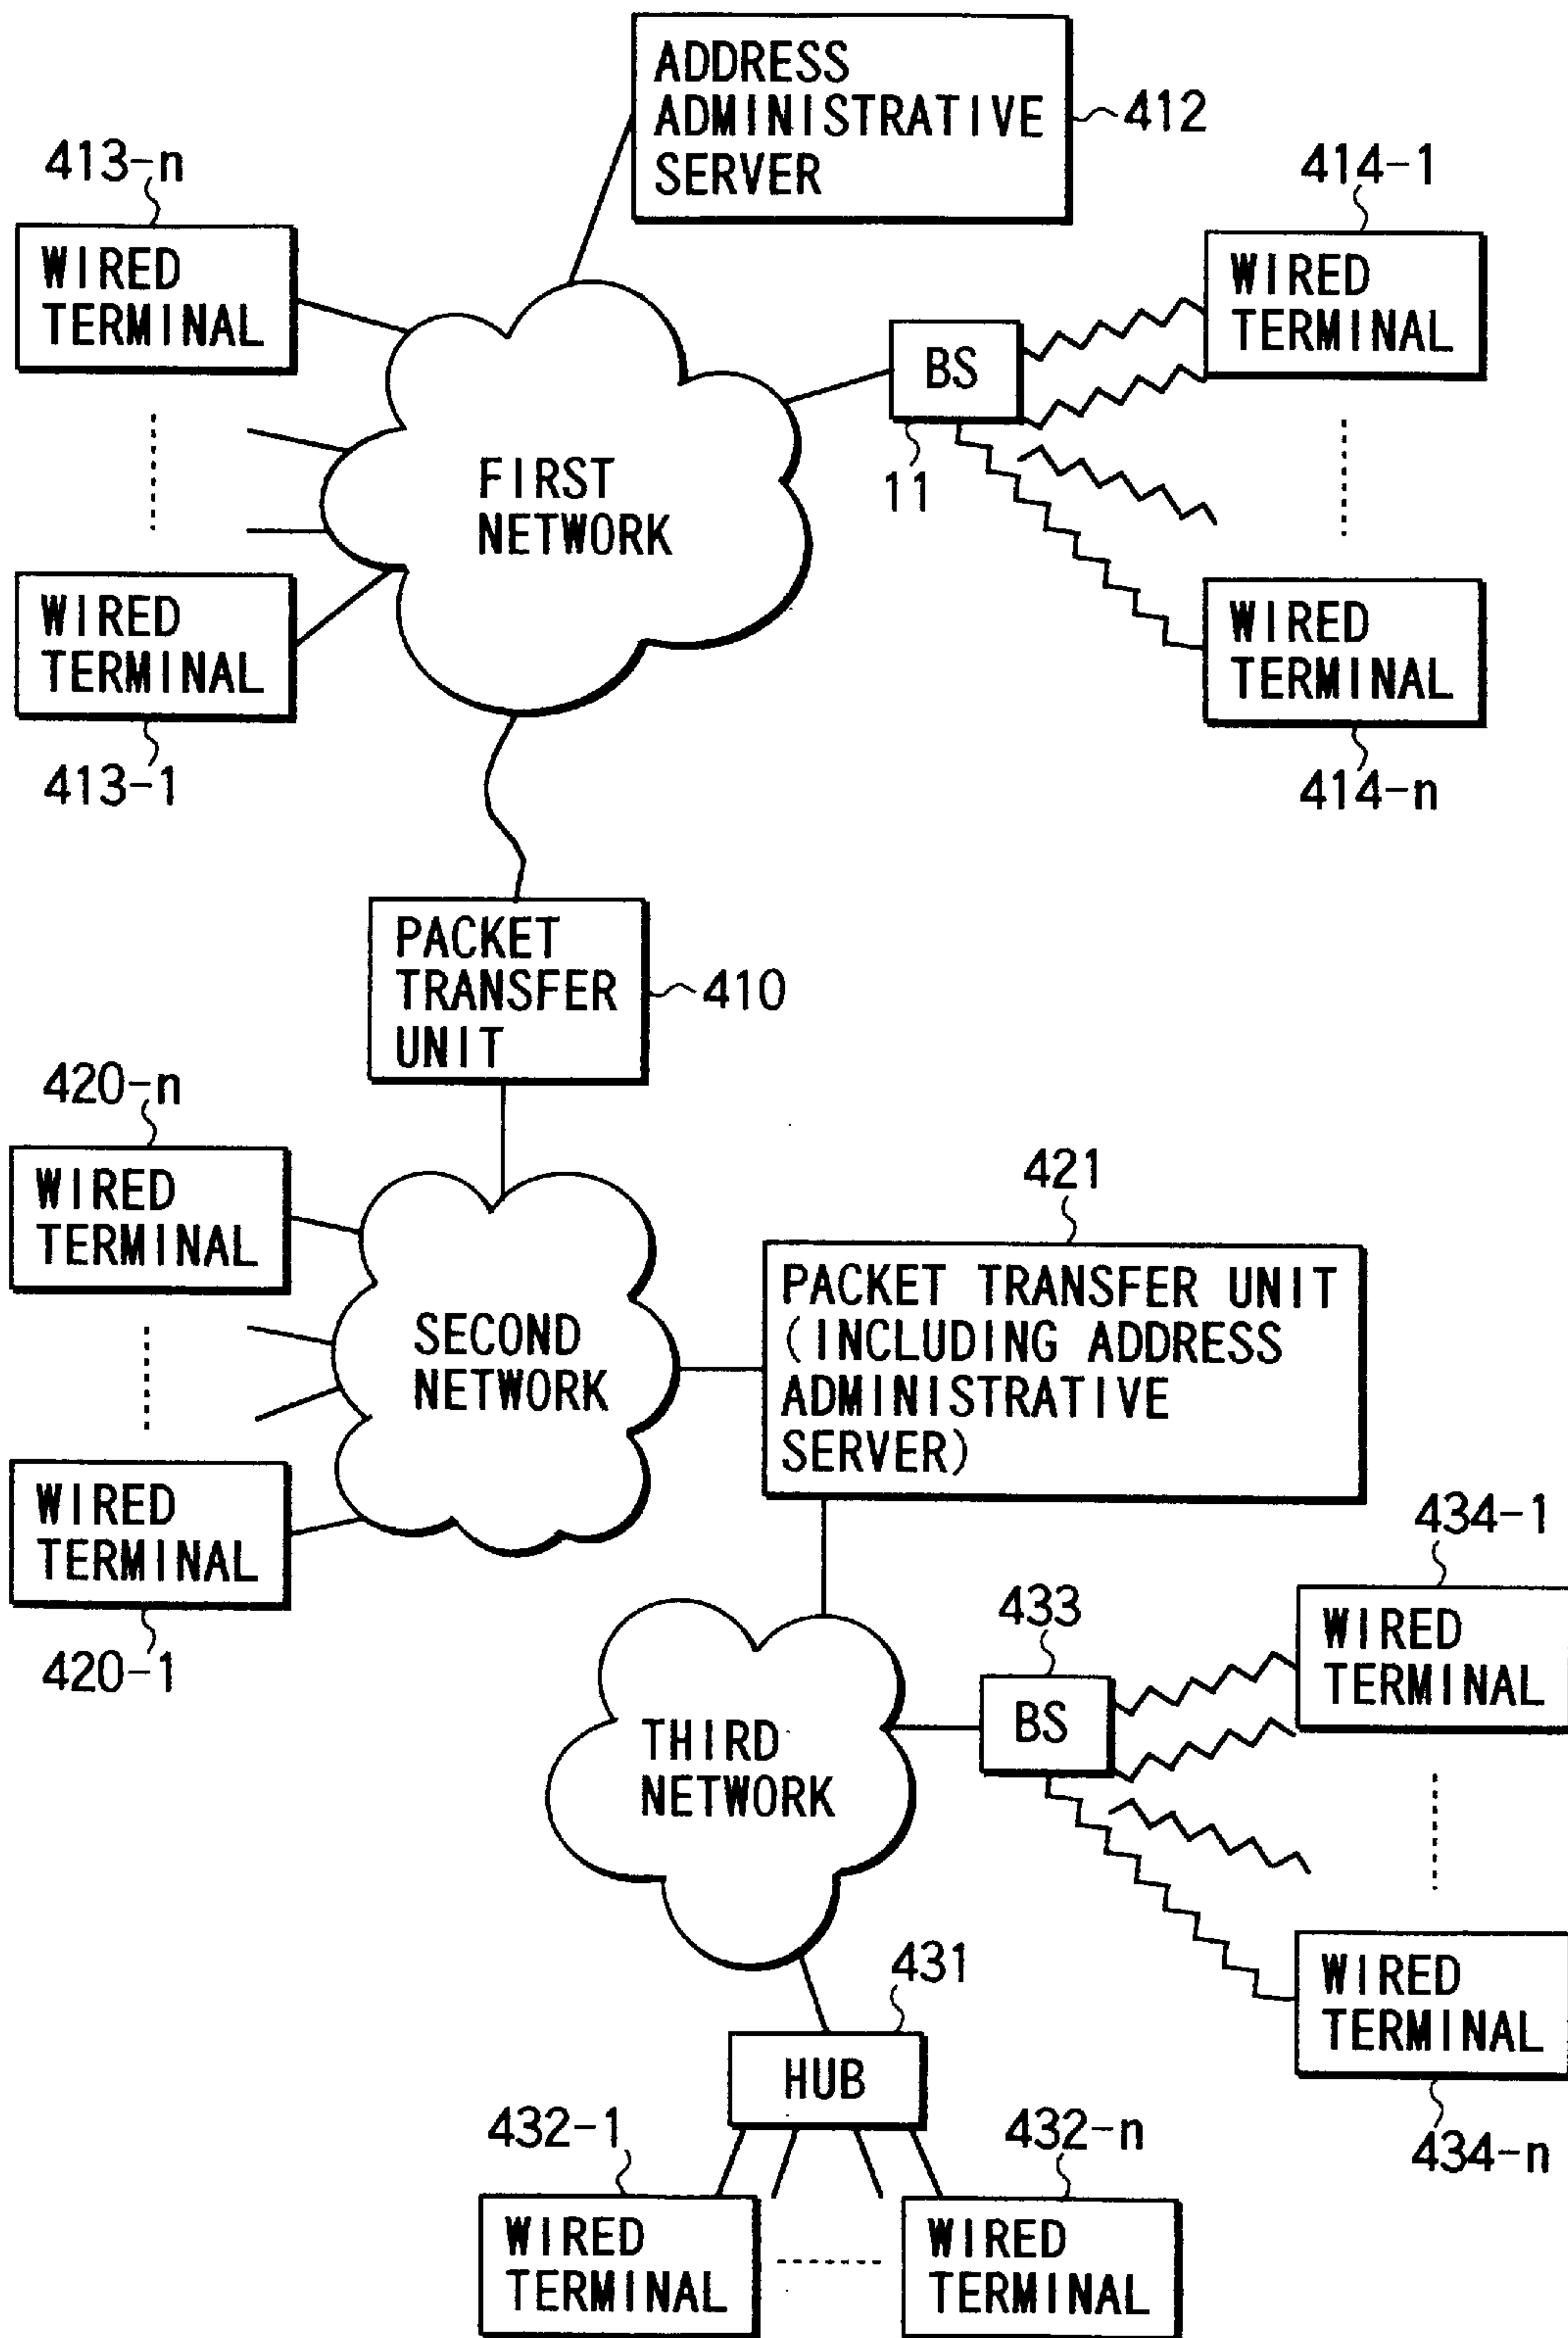 ADDRESS
ADMINISTRATIVE
SERVER
412
413-n
WIRED
TERMINAL
414-1
WIRED
TERMINAL
BS
11
FIRST
NETWORK
WIRED
TERMINAL
413-1
WIRED
TERMINAL
414-n
PACKET
TRANSFER
UNIT
410
420-n
WIRED
TERMINAL
SECOND
NETWORK
421
PACKET TRANSFER UNIT
(INCLUDING ADDRESS
ADMINISTRATIVE
SERVER)
WIRED
TERMINAL
420-1
434-1
WIRED
TERMINAL
433
BS
THIRD
NETWORK
WIRED
TERMINAL
434-n
431
HUB
432-1
WIRED
TERMINAL
432-n
WIRED
TERMINAL